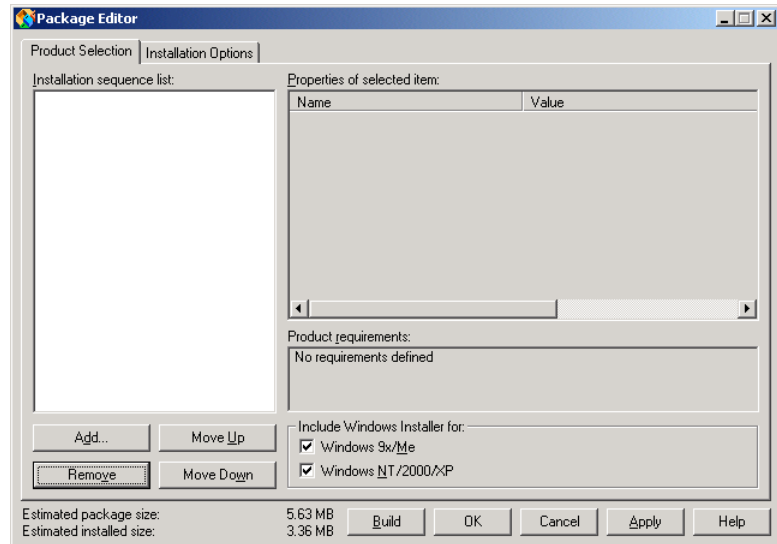 Package Editor
Product Selection
Installation Options
Installation sequence list:
Properties of selected item:
Name
Value
Product requirements:
No requirements defined
Add...
Move Up
Remove
Move Down
Include Windows Installer for:
Windows 9x/Me
Windows NT/2000/XP
Estimated package size: 5.63 MB
Estimated installed size: 3.36 MB
Build
OK
Cancel
Apply
Help